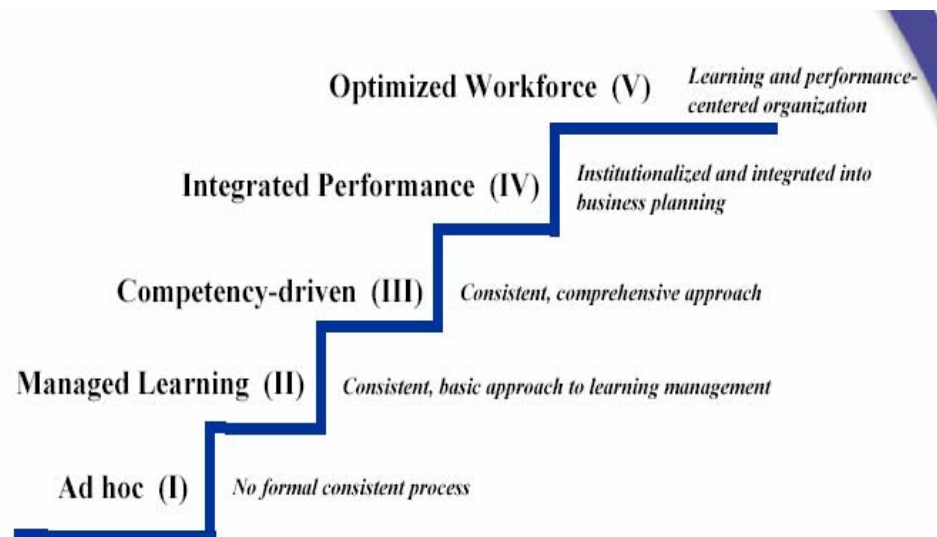 Optimized Workforce (V)
Learning and performance-
centered organization
Integrated Performance (IV)
Institutionalized and integrated into
business planning
Competency-driven (III)
Consistent, comprehensive approach
Managed Learning (II)
Consistent, basic approach to learning management
Ad hoc (I)
No formal consistent process